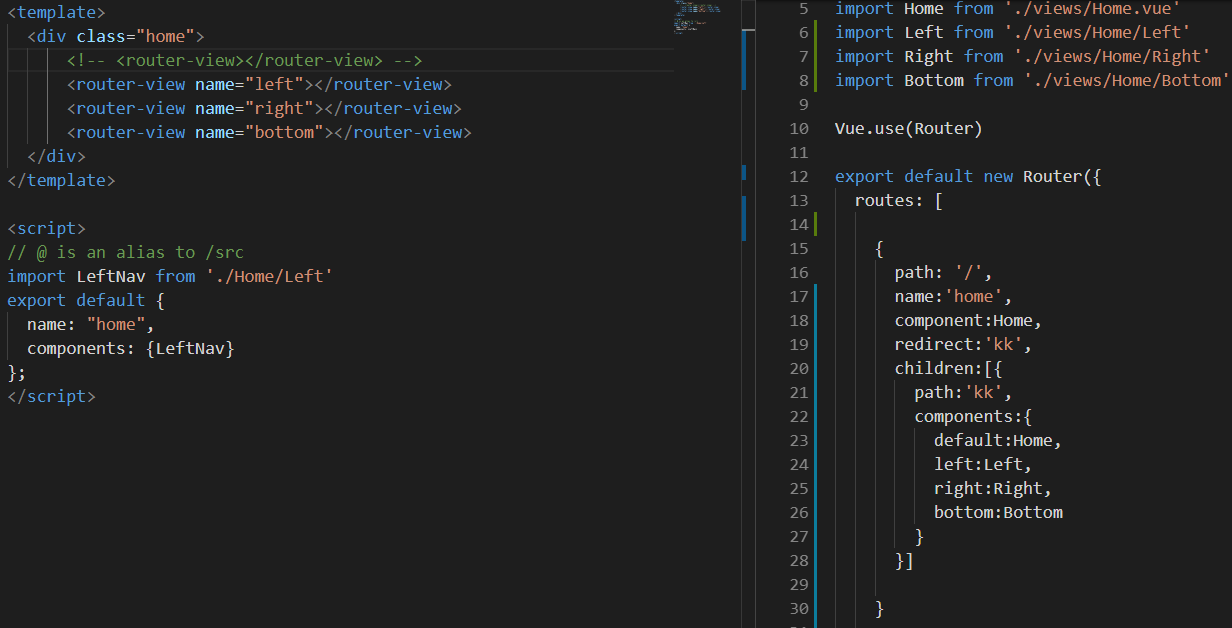 <template>
<div class="home">
<!-- <router-view></router-view> -->
<router-view name="left"></router-view>
<router-view name="right"></router-view>
<router-view name="bottom"></router-view>
</div>
</template>
<script>
// @ is an alias to /src
import LeftNav from './Home/Left'
export default {
name: "home",
components: {LeftNav}
};
</script>
5 import Home from './views/Home.vue'
6 import Left from './views/Home/Left'
7 import Right from './views/Home/Right'
8 import Bottom from './views/Home/Bottom'
9
10 Vue.use(Router)
11
12 export default new Router({
13 routes: [
14
15 {
16 path: '/',
17 name:'home',
18 component:Home,
19 redirect:'kk',
20 children:[{
21 path:'kk',
22 components:{
23 default:Home,
24 left:Left,
25 right:Right,
26 bottom:Bottom
27 }
28 }]
29
30 }